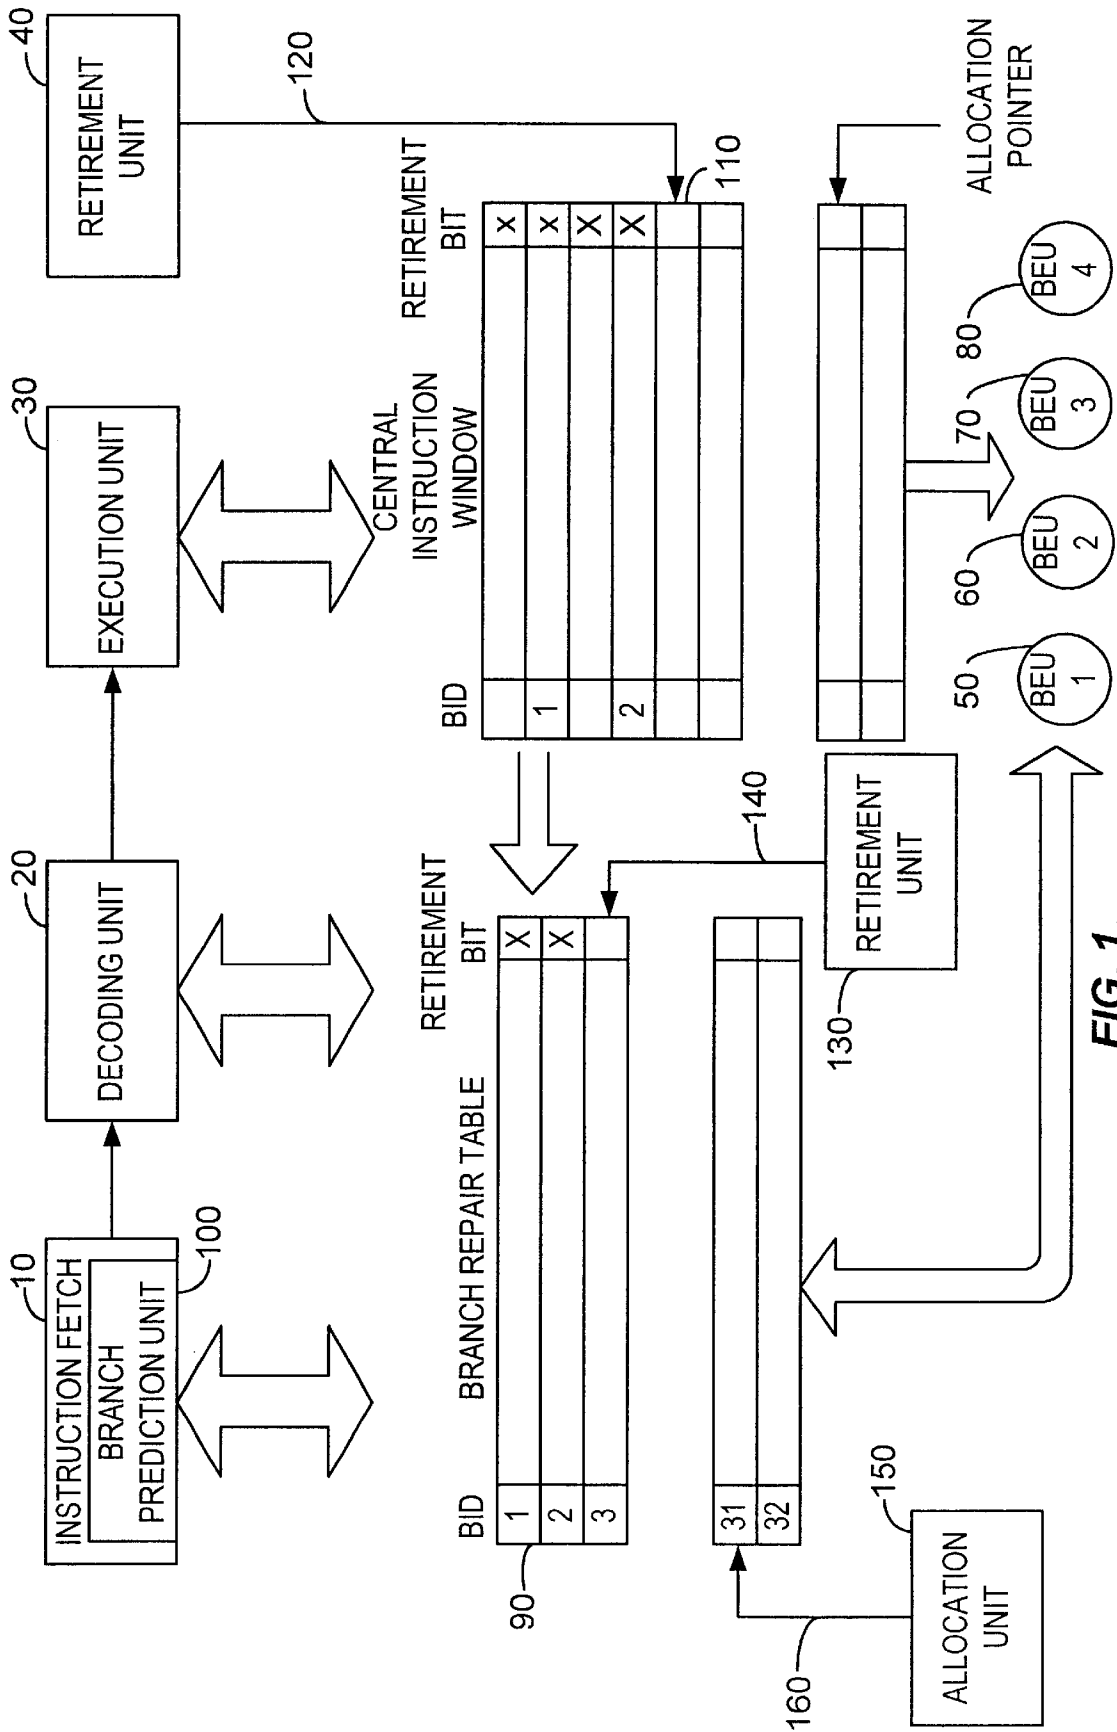 10
INSTRUCTION FETCH
BRANCH
PREDICTION UNIT
100
20
DECODING UNIT
30
EXECUTION UNIT
40
RETIREMENT
UNIT
120
BID
BRANCH REPAIR TABLE
RETIREMENT
BIT
1
X
2
X
3
90
140
31
32
160
ALLOCATION
UNIT
150
130
RETIREMENT
UNIT
BID
CENTRAL
INSTRUCTION
WINDOW
RETIREMENT
BIT
X
1
X
X
2
X
110
ALLOCATION
POINTER
50
BEU
1
60
BEU
2
70
BEU
3
80
BEU
4
FIG. 1